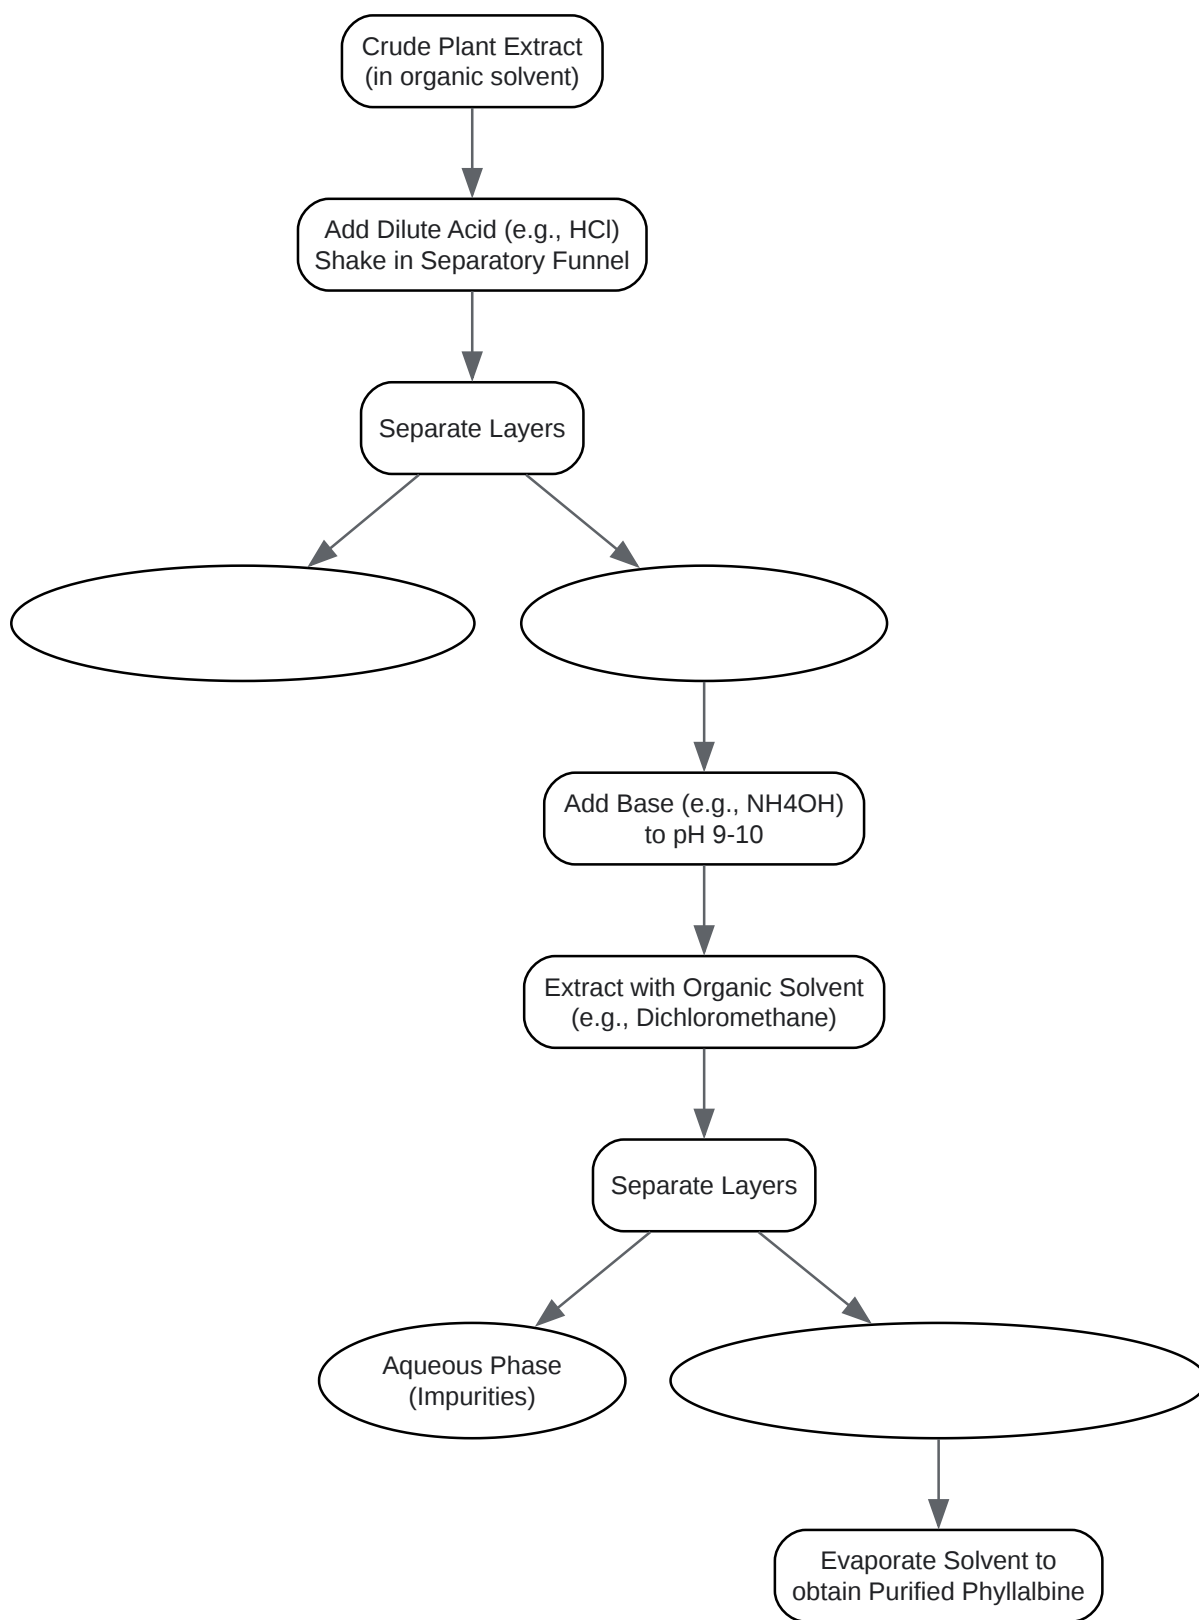 Crude Plant Extract
(in organic solvent)
Add Dilute Acid (e.g., HCl)
Shake in Separatory Funnel
Separate Layers
Add Base (e.g., NH4OH)
to pH 9-10
Extract with Organic Solvent
(e.g., Dichloromethane)
Separate Layers
Aqueous Phase
(Impurities)
Evaporate Solvent to
obtain Purified Phyllalbine